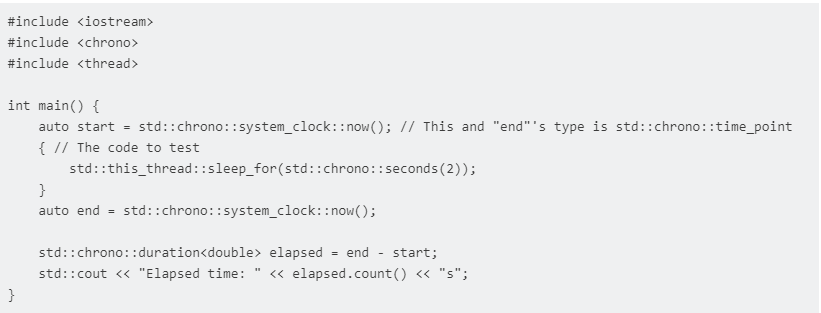 #include <iostream>
#include <chrono>
#include <thread>

int main() {
    auto start = std::chrono::system_clock::now(); // This and "end"'s type is std::chrono::time_point
    { // The code to test
        std::this_thread::sleep_for(std::chrono::seconds(2));
    }
    auto end = std::chrono::system_clock::now();

    std::chrono::duration<double> elapsed = end - start;
    std::cout << "Elapsed time: " << elapsed.count() << "s";
}